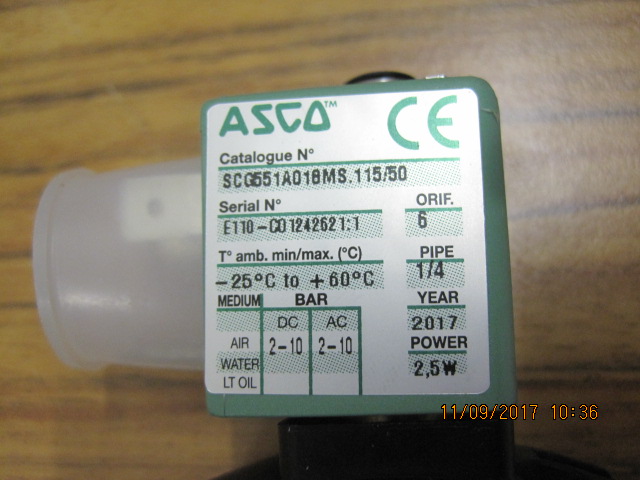 ASCO™ CE
Catalogue N°
SCG551A018MS.115/50
Serial N° ORIF.
E110-CO1242621:1 6
T° amb. min/max. (°C) PIPE
-25°C to +60°C 1/4
MEDIUM BAR YEAR
DC AC 2017
AIR 2-10 2-10 POWER
WATER 2,5W
LT OIL
11/09/2017 10:36